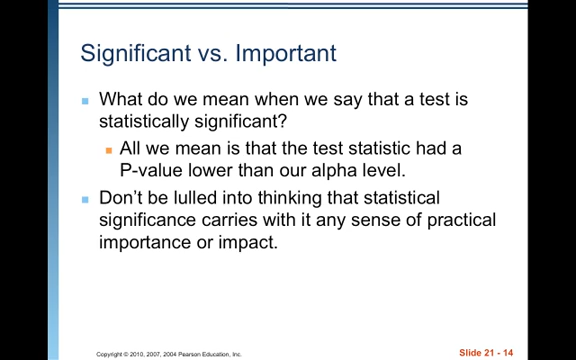 Significant vs. Important
What do we mean when we say that a test is
statistically significant?
All we mean is that the test statistic had a
P-value lower than our alpha level.
Don't be lulled into thinking that statistical
significance carries with it any sense of practical
importance or impact.
Copyright © 2010, 2007, 2004 Pearson Education, Inc.
Slide 21 - 14